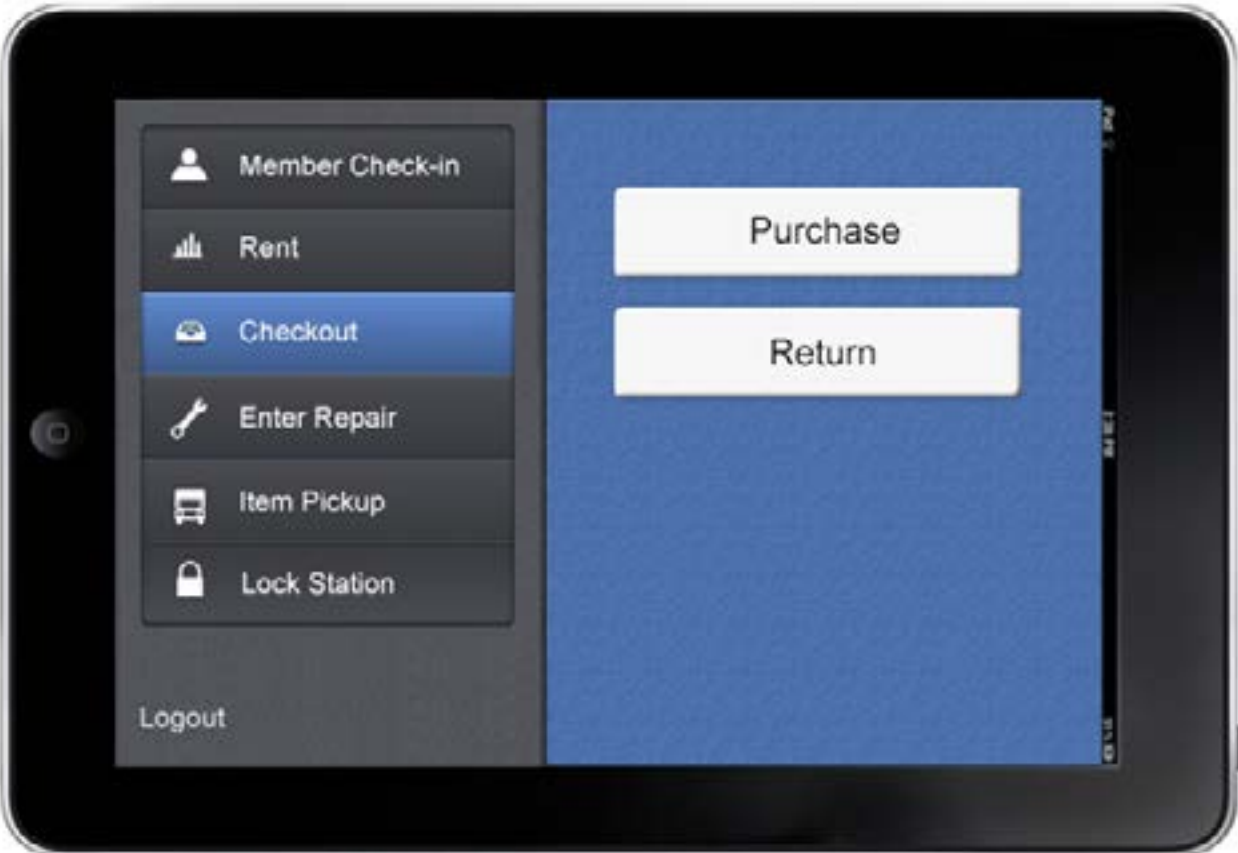 Member Check-in
Rent
Checkout
Enter Repair
Item Pickup
Lock Station
Logout
Purchase
Return